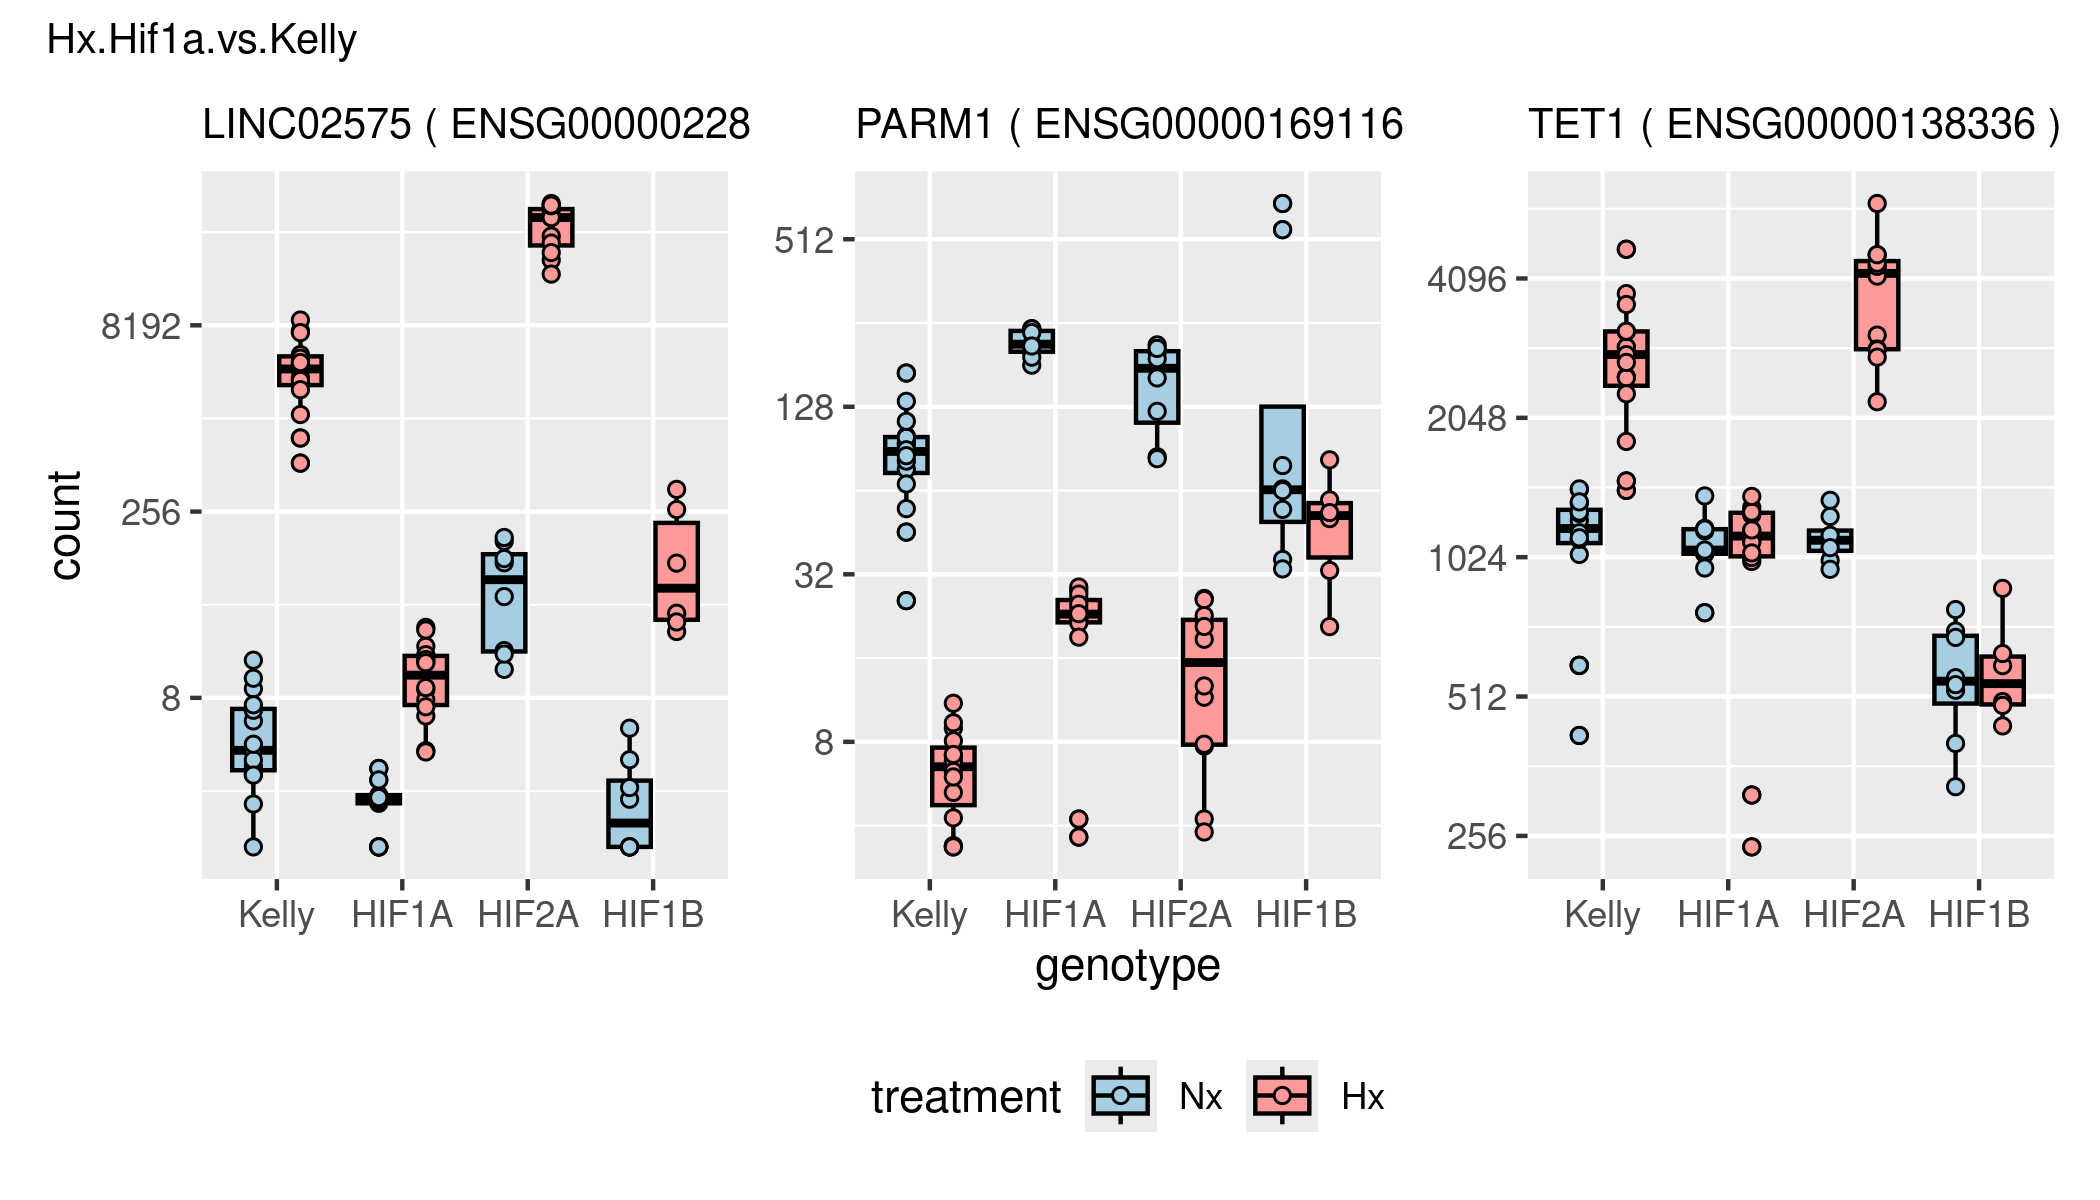 Hx.Hif1a.vs.Kelly
LINC02575 ( ENSG00000228
PARM1 ( ENSG00000169116
TET1 ( ENSG00000138336 )
count
8192
256
8
512
128
32
8
4096
2048
1024
512
256
Kelly HIF1A HIF2A HIF1B
Kelly HIF1A HIF2A HIF1B
Kelly HIF1A HIF2A HIF1B
genotype
treatment Nx Hx